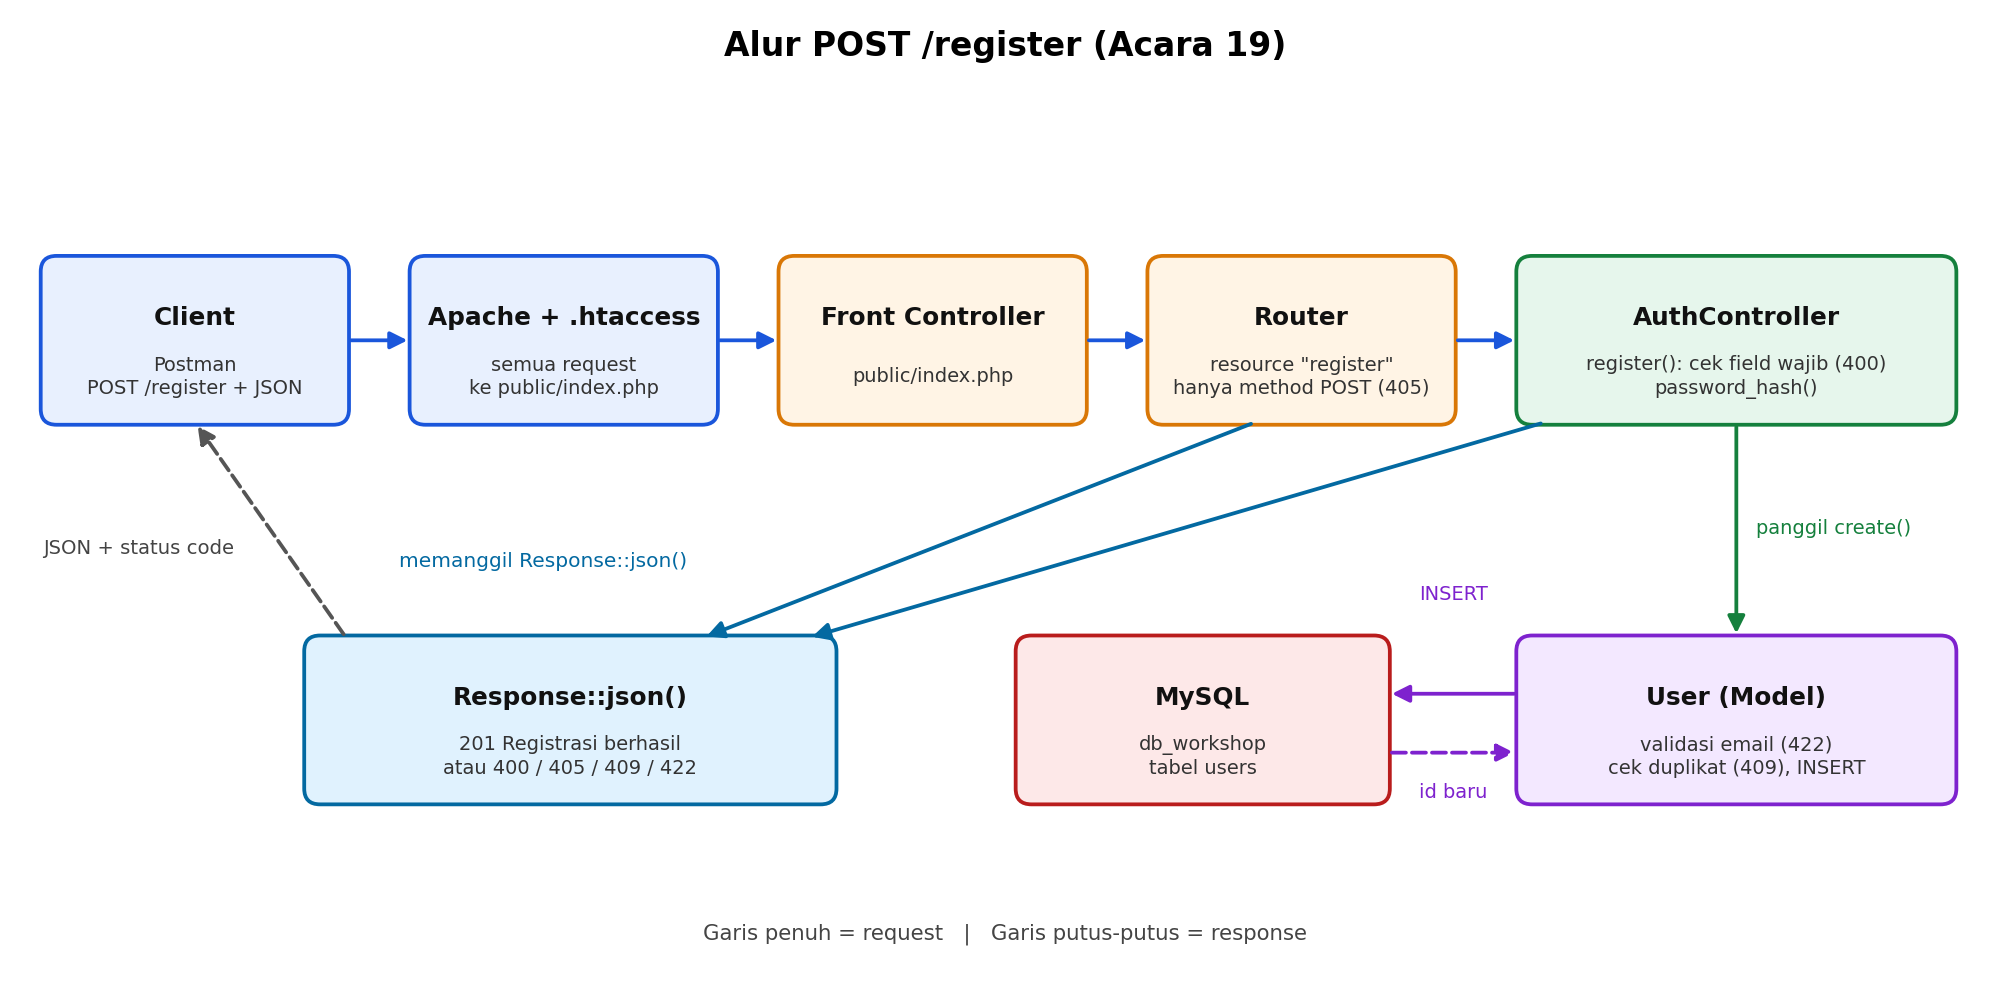 Alur POST /register (Acara 19)
Client
Postman
POST /register + JSON
Apache + .htaccess
semua request
ke public/index.php
Front Controller
public/index.php
Router
resource "register"
hanya method POST (405)
AuthController
register(): cek field wajib (400)
password_hash()
JSON + status code
memanggil Response::json()
panggil create()
INSERT
Response::json()
201 Registrasi berhasil
atau 400 / 405 / 409 / 422
MySQL
db_workshop
tabel users
id baru
User (Model)
validasi email (422)
cek duplikat (409), INSERT
Garis penuh = request | Garis putus-putus = response